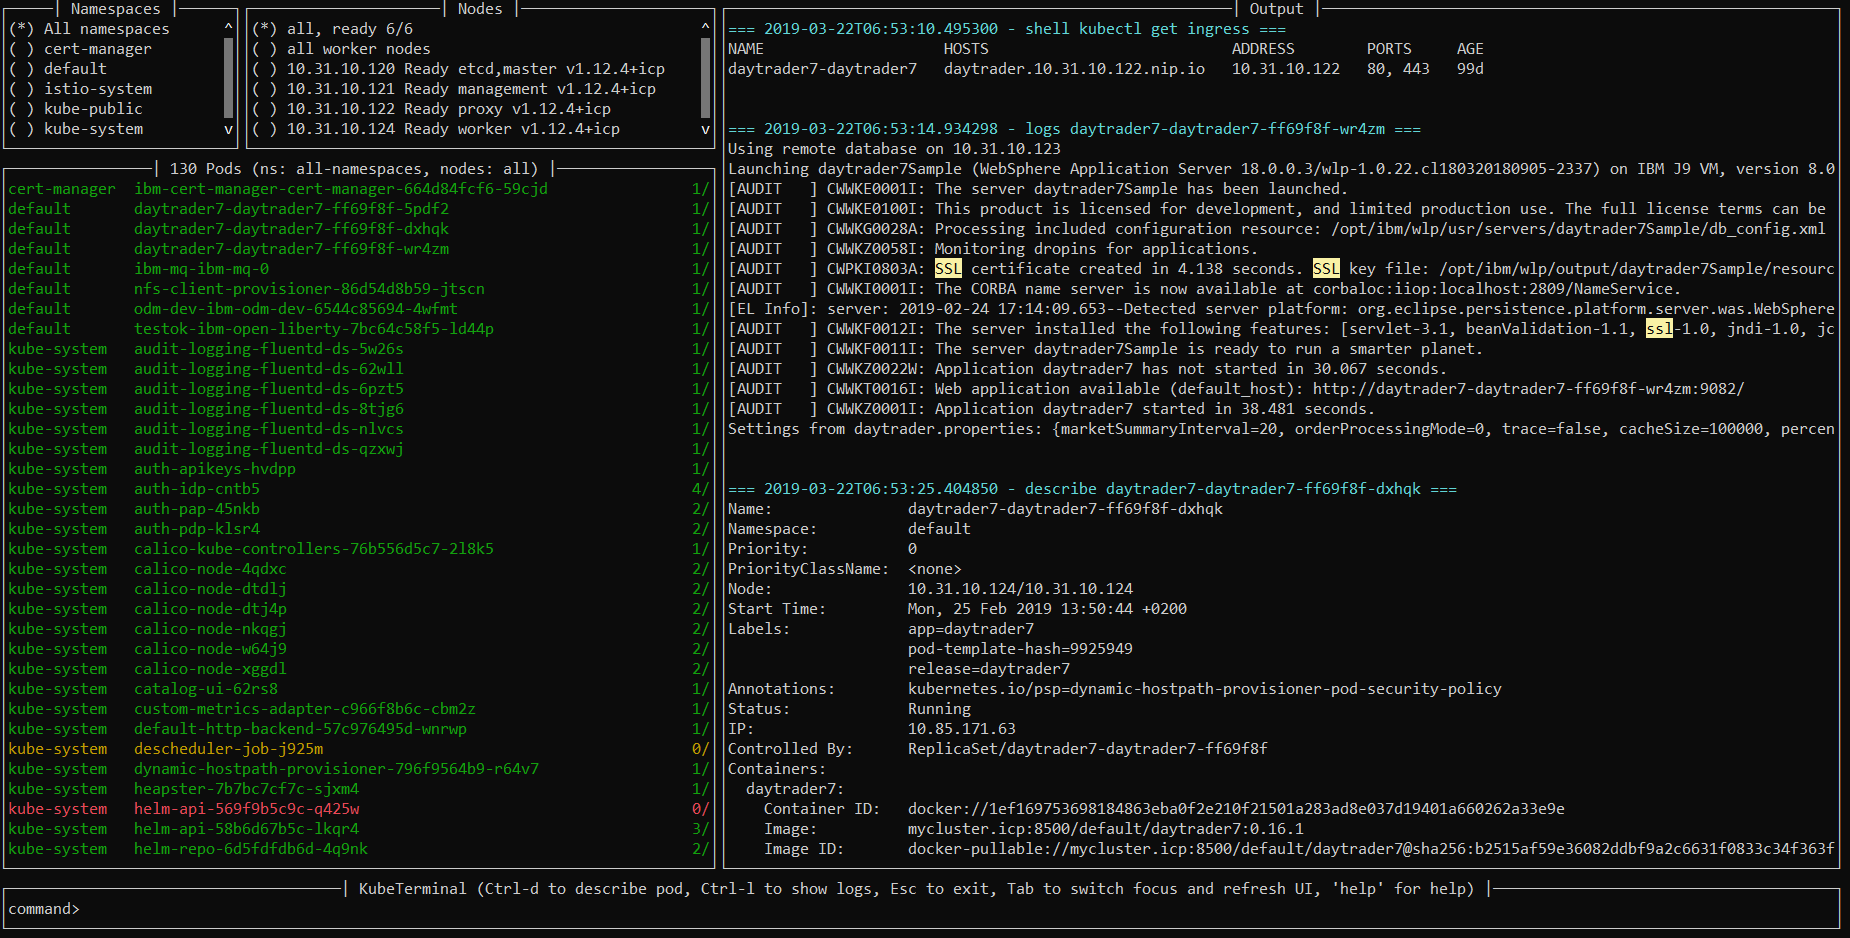 Namespaces
(*) All namespaces ^
( ) cert-manager
( ) default
( ) istio-system
( ) kube-public
( ) kube-system v
Nodes
(*) all, ready 6/6 ^
( ) all worker nodes
( ) 10.31.10.120 Ready etcd,master v1.12.4+icp
( ) 10.31.10.121 Ready management v1.12.4+icp
( ) 10.31.10.122 Ready proxy v1.12.4+icp
( ) 10.31.10.124 Ready worker v1.12.4+icp v
130 Pods (ns: all-namespaces, nodes: all)
cert-manager ibm-cert-manager-cert-manager-664d84fcf6-59cjd 1/
default daytrader7-daytrader7-ff69f8f-5pdf2 1/
default daytrader7-daytrader7-ff69f8f-dxhqk 1/
default daytrader7-daytrader7-ff69f8f-wr4zm 1/
default ibm-mq-ibm-mq-0 1/
default nfs-client-provisioner-86d54d8b59-jtscn 1/
default odm-dev-ibm-odm-dev-6544c85694-4wfmt 1/
default testok-ibm-open-liberty-7bc64c58f5-ld44p 1/
kube-system audit-logging-fluentd-ds-5w26s 1/
kube-system audit-logging-fluentd-ds-62wll 1/
kube-system audit-logging-fluentd-ds-6pzt5 1/
kube-system audit-logging-fluentd-ds-8tjg6 1/
kube-system audit-logging-fluentd-ds-nlvcs 1/
kube-system audit-logging-fluentd-ds-qzxwj 1/
kube-system auth-apikeys-hvdpp 1/
kube-system auth-idp-cntb5 4/
kube-system auth-pap-45nkb 2/
kube-system auth-pdp-klsr4 2/
kube-system calico-kube-controllers-76b556d5c7-2l8k5 1/
kube-system calico-node-4qdxc 2/
kube-system calico-node-dtdlj 2/
kube-system calico-node-dtj4p 2/
kube-system calico-node-nkqgj 2/
kube-system calico-node-w64j9 2/
kube-system calico-node-xggdl 2/
kube-system catalog-ui-62rs8 1/
kube-system custom-metrics-adapter-c966f8b6c-cbm2z 1/
kube-system default-http-backend-57c976495d-wnrwp 1/
kube-system descheduler-job-j925m 0/
kube-system dynamic-hostpath-provisioner-796f9564b9-r64v7 1/
kube-system heapster-7b7bc7cf7c-sjxm4 1/
kube-system helm-api-569f9b5c9c-q425w 0/
kube-system helm-api-58b6d67b5c-lkqr4 3/
kube-system helm-repo-6d5fdfdb6d-4q9nk 2/
Output
=== 2019-03-22T06:53:10.495300 - shell kubectl get ingress ===
NAME HOSTS ADDRESS PORTS AGE
daytrader7-daytrader7 daytrader.10.31.10.122.nip.io 10.31.10.122 80, 443 99d
=== 2019-03-22T06:53:14.934298 - logs daytrader7-daytrader7-ff69f8f-wr4zm ===
Using remote database on 10.31.10.123
Launching daytrader7Sample (WebSphere Application Server 18.0.0.3/wlp-1.0.22.cl180320180905-2337) on IBM J9 VM, version 8.0
[AUDIT ] CWWKE0001I: The server daytrader7Sample has been launched.
[AUDIT ] CWWKE0100I: This product is licensed for development, and limited production use. The full license terms can be
[AUDIT ] CWWKG0028A: Processing included configuration resource: /opt/ibm/wlp/usr/servers/daytrader7Sample/db_config.xml
[AUDIT ] CWWKZ0058I: Monitoring dropins for applications.
[AUDIT ] CWPKI0803A: SSL certificate created in 4.138 seconds. SSL key file: /opt/ibm/wlp/output/daytrader7Sample/resourc
[AUDIT ] CWWKI0001I: The CORBA name server is now available at corbaloc:iiop:localhost:2809/NameService.
[EL Info]: server: 2019-02-24 17:14:09.653--Detected server platform: org.eclipse.persistence.platform.server.was.WebSphere
[AUDIT ] CWWKF0012I: The server installed the following features: [servlet-3.1, beanValidation-1.1, ssl-1.0, jndi-1.0, jc
[AUDIT ] CWWKF0011I: The server daytrader7Sample is ready to run a smarter planet.
[AUDIT ] CWWKZ0022W: Application daytrader7 has not started in 30.067 seconds.
[AUDIT ] CWWKT0016I: Web application available (default_host): http://daytrader7-daytrader7-ff69f8f-wr4zm:9082/
[AUDIT ] CWWKZ0001I: Application daytrader7 started in 38.481 seconds.
Settings from daytrader.properties: {marketSummaryInterval=20, orderProcessingMode=0, trace=false, cacheSize=100000, percen
=== 2019-03-22T06:53:25.404850 - describe daytrader7-daytrader7-ff69f8f-dxhqk ===
Name: daytrader7-daytrader7-ff69f8f-dxhqk
Namespace: default
Priority: 0
PriorityClassName: <none>
Node: 10.31.10.124/10.31.10.124
Start Time: Mon, 25 Feb 2019 13:50:44 +0200
Labels: app=daytrader7
pod-template-hash=9925949
release=daytrader7
Annotations: kubernetes.io/psp=dynamic-hostpath-provisioner-pod-security-policy
Status: Running
IP: 10.85.171.63
Controlled By: ReplicaSet/daytrader7-daytrader7-ff69f8f
Containers:
daytrader7:
Container ID: docker://1ef169753698184863eba0f2e210f21501a283ad8e037d19401a660262a33e9e
Image: mycluster.icp:8500/default/daytrader7:0.16.1
Image ID: docker-pullable://mycluster.icp:8500/default/daytrader7@sha256:b2515af59e36082ddbf9a2c6631f0833c34f363f
KubeTerminal (Ctrl-d to describe pod, Ctrl-l to show logs, Esc to exit, Tab to switch focus and refresh UI, 'help' for help)
command>